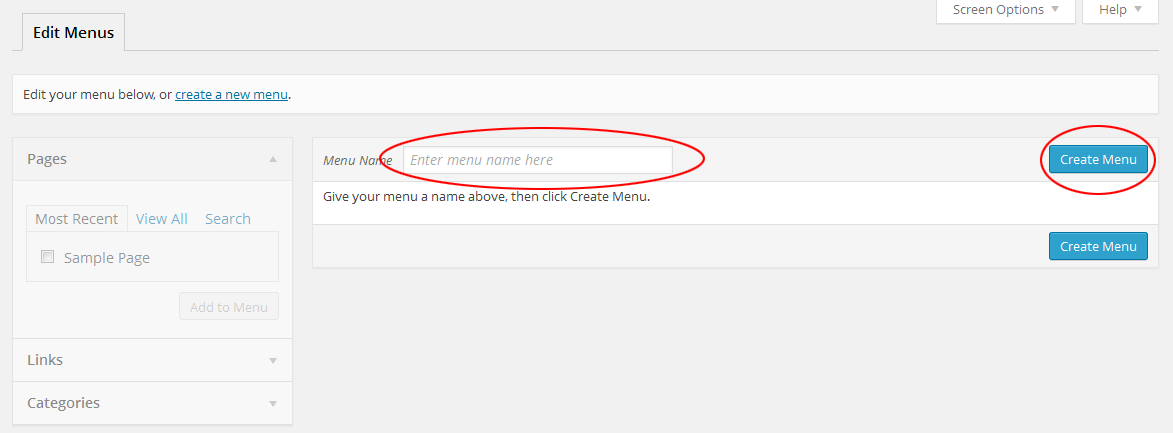 Screen Options
Help
Edit Menus
Edit your menu below, or create a new menu.
Pages
Most Recent
View All
Search
Sample Page
Add to Menu
Links
Categories
Menu Name
Enter menu name here
Create Menu
Give your menu a name above, then click Create Menu.
Create Menu